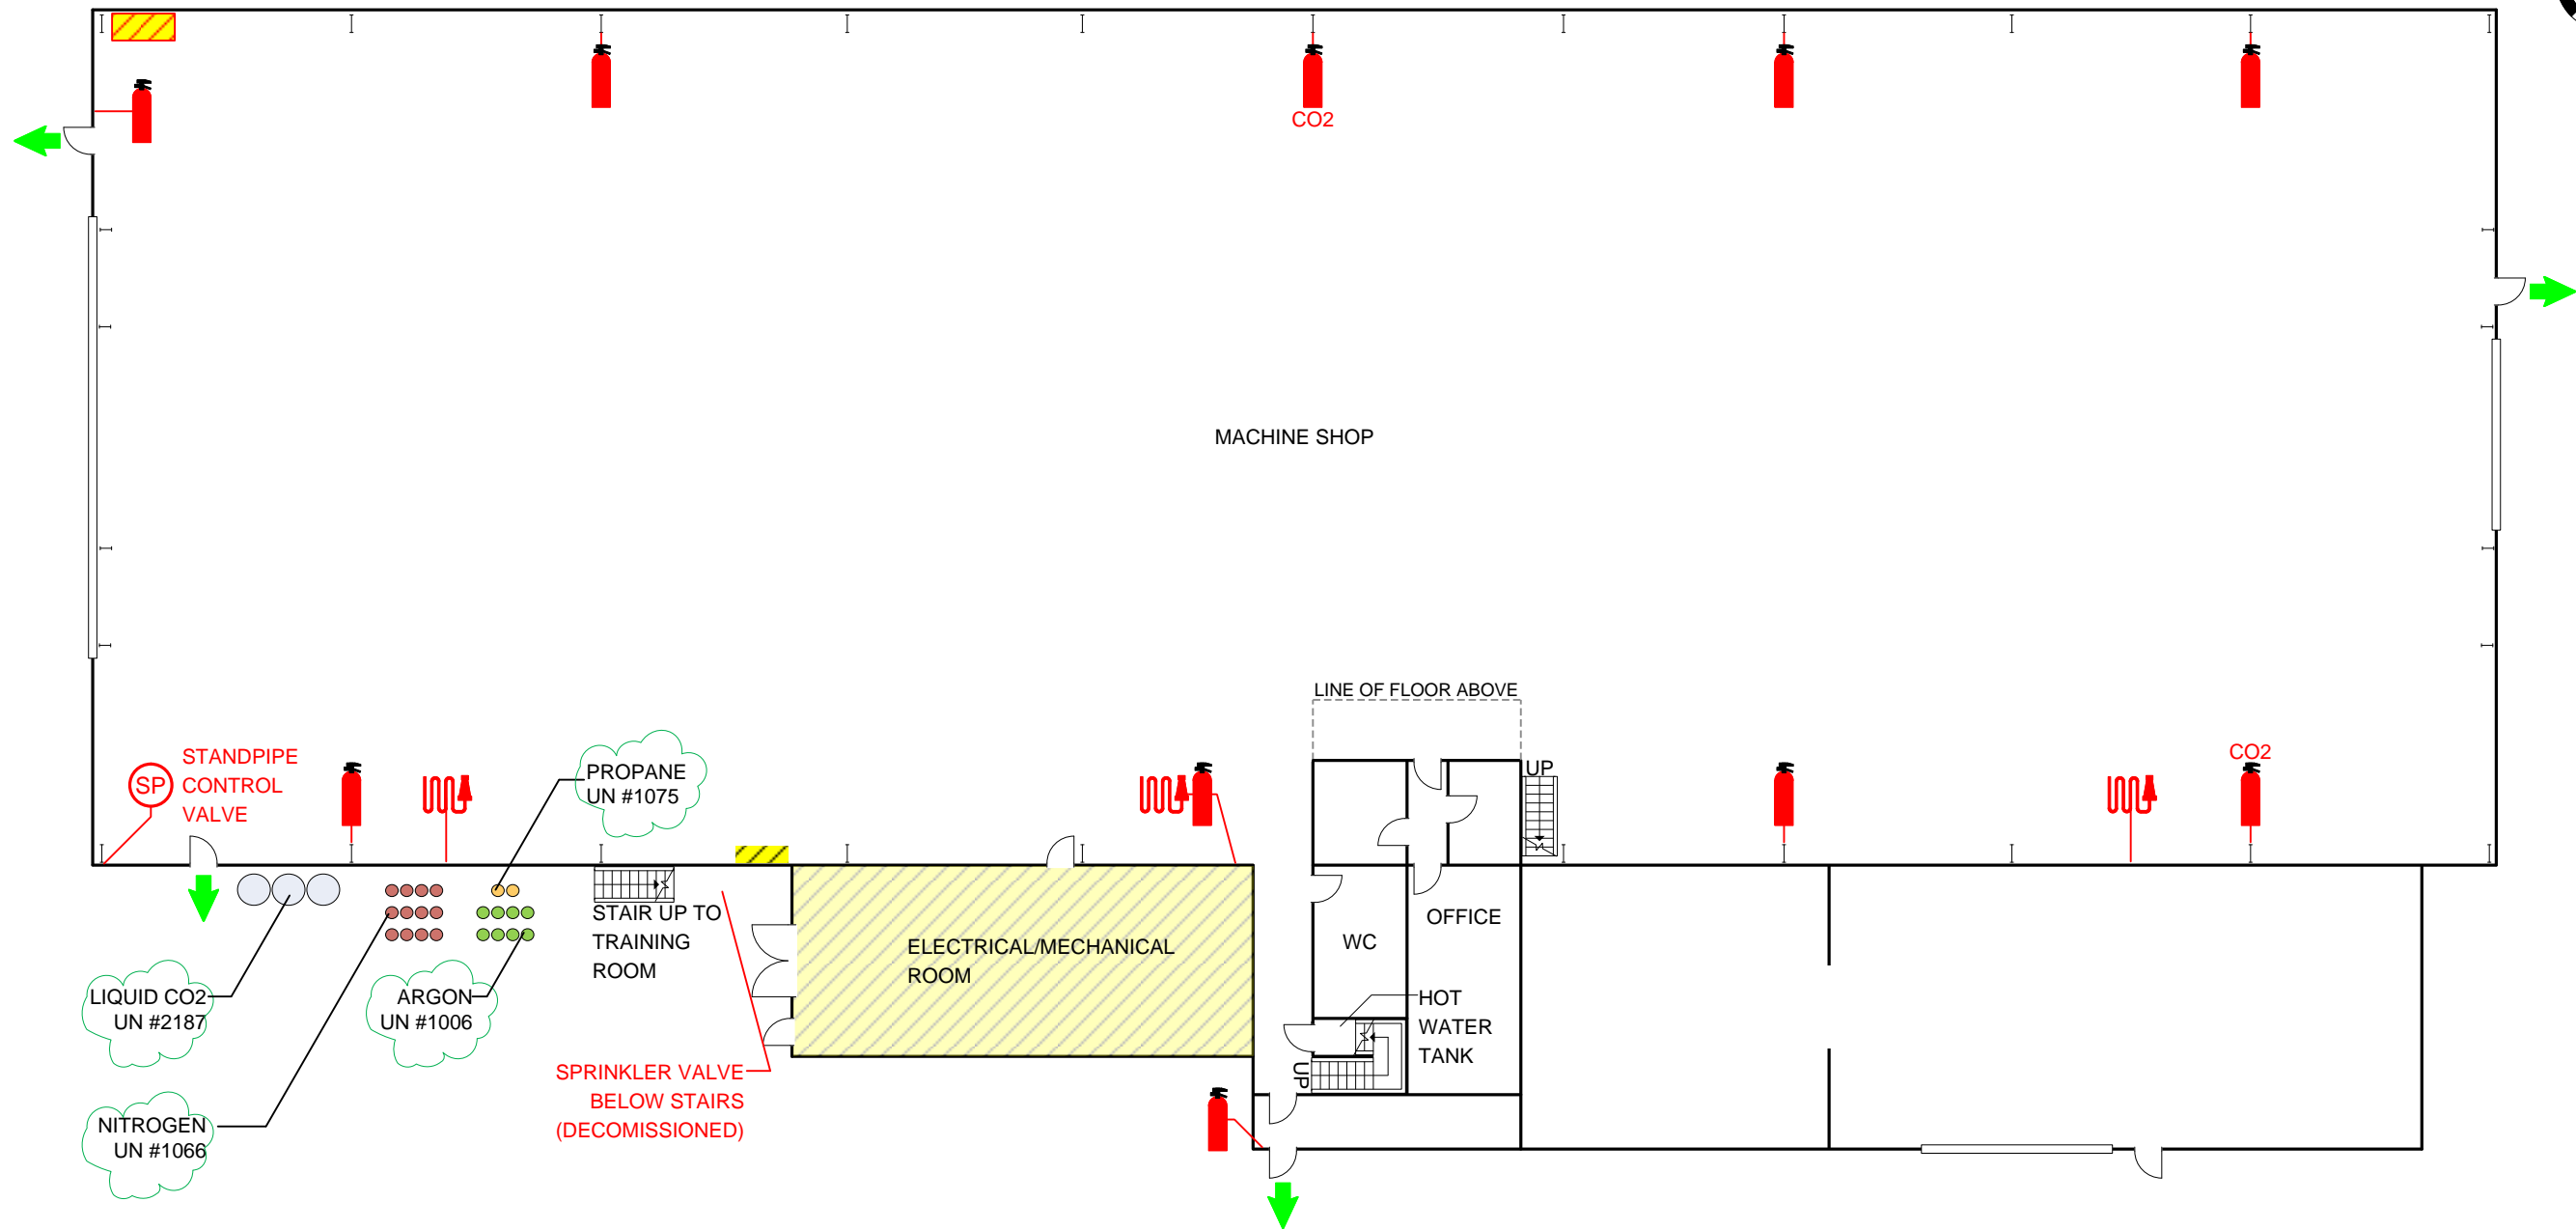 CO2
MACHINE SHOP
LINE OF FLOOR ABOVE
STANDPIPE
CONTROL
VALVE
SP
PROPANE
UN #1075
UP
CO2
STAIR UP TO
TRAINING
ROOM
ELECTRICAL/MECHANICAL
ROOM
WC
OFFICE
LIQUID CO2
UN #2187
ARGON
UN #1006
HOT
WATER
TANK
UP
SPRINKLER VALVE
BELOW STAIRS
(DECOMISSIONED)
NITROGEN
UN #1066